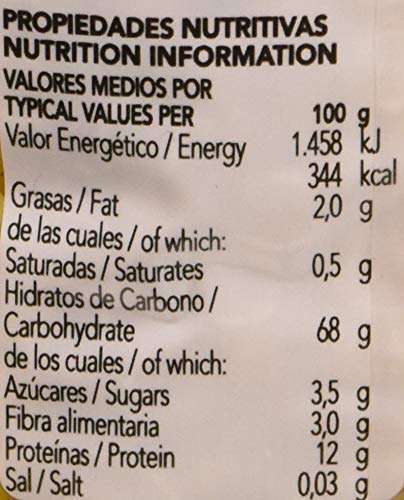 PROPIEDADES NUTRITIVAS
NUTRITION INFORMATION
VALORES MEDIOS POR
TYPICAL VALUES PER 100 g
Valor Energético / Energy 1.458 kJ
344 kcal
Grasas / Fat 2,0 g
de las cuales / of which:
Saturadas / Saturates 0,5 g
Hidratos de Carbono /
Carbohydrate 68 g
de los cuales / of which:
Azúcares / Sugars 3,5 g
Fibra alimentaria 3,0 g
Proteínas / Protein 12 g
Sal / Salt 0,03 g